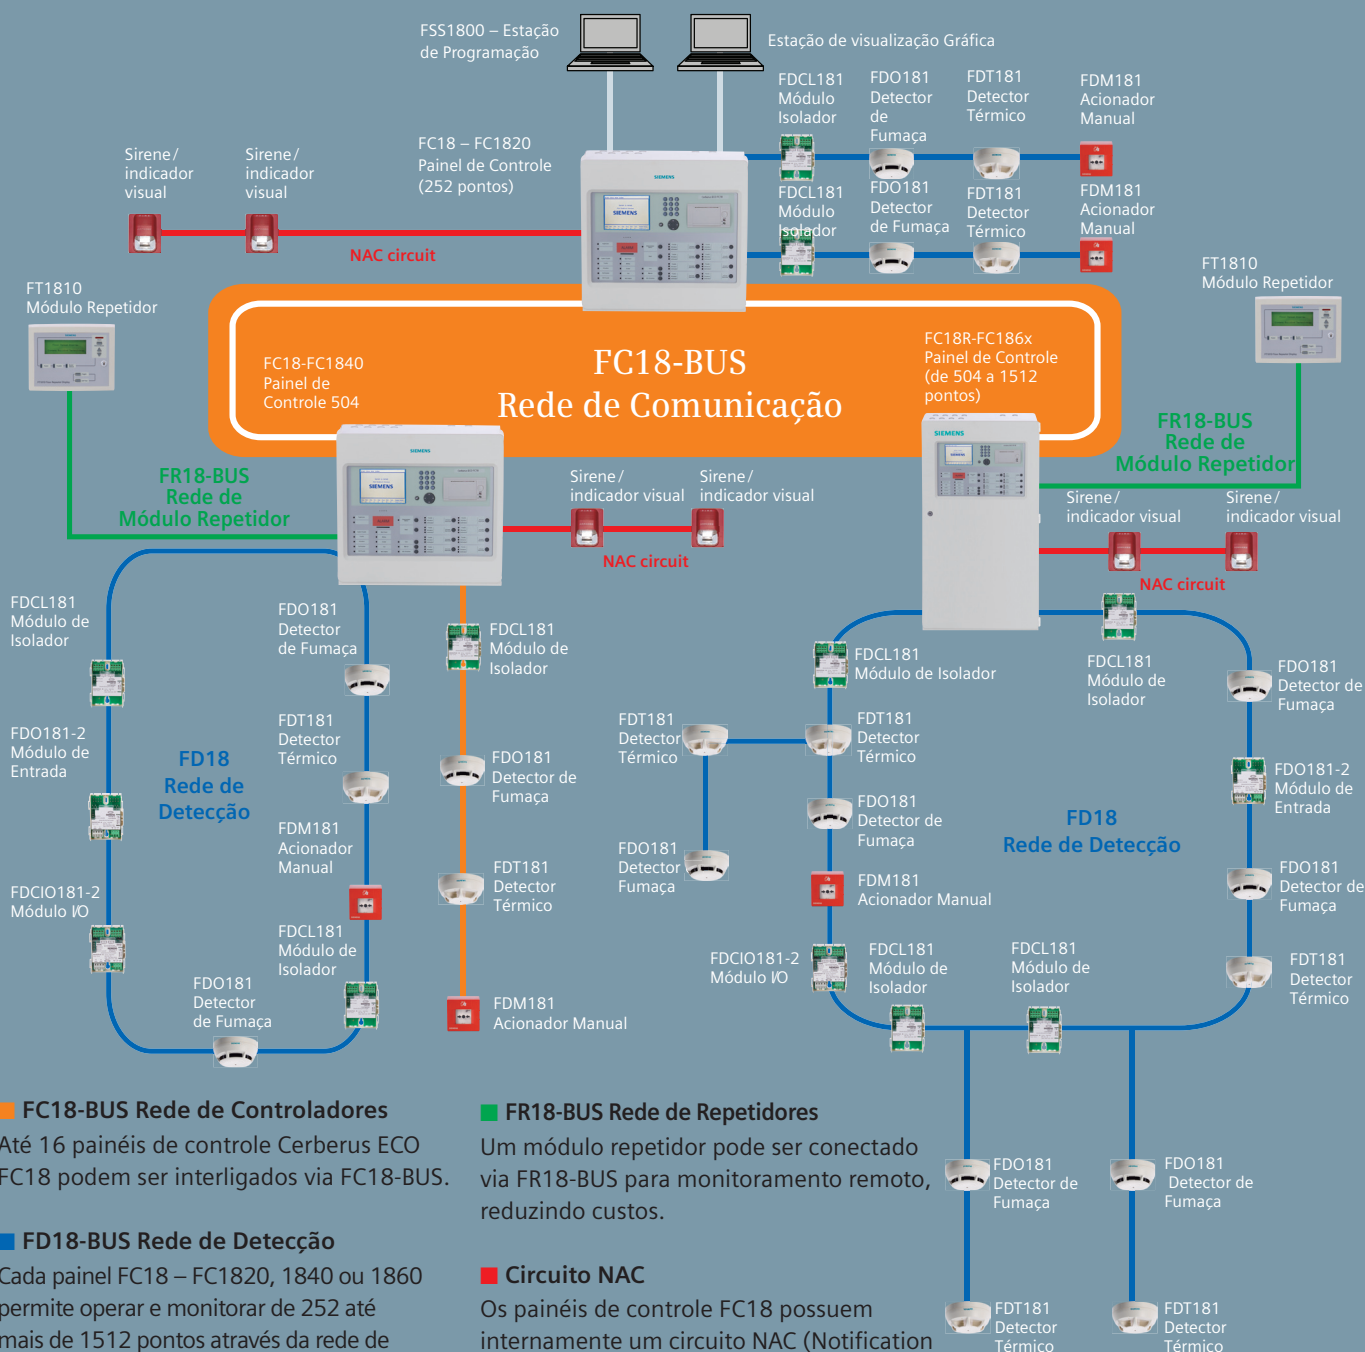 FSS1800 – Estação
de Programação
Estação de visualização Gráfica
FDCL181
Módulo
Isolador
FDO181
Detector
de
Fumaça
FDT181
Detector
Térmico
FDM181
Acionador
Manual
Sirene/
indicador
visual
Sirene/
indicador
visual
FC18 – FC1820
Painel de Controle
(252 pontos)
SIEMENS
SIEMENS
FDCL181
Módulo
Isolador
FDO181
Detector
de Fumaça
FDT181
Detector
Térmico
FDM181
Acionador
Manual
NAC circuit
FT1810
Módulo Repetidor
FT1810
Módulo Repetidor
FC18-FC1840
Painel de
Controle 504
FC18-BUS
Rede de Comunicação
FC18R-FC186x
Painel de Controle
(de 504 a 1512
pontos)
SIEMENS
SIEMENS
SIEMENS
FR18-BUS
Rede de
Módulo Repetidor
FR18-BUS
Rede de
Módulo Repetidor
Sirene/
indicador visual
Sirene/
indicador visual
NAC circuit
Sirene/
indicador visual
Sirene/
indicador visual
NAC circuit
FDCL181
Módulo de
Isolador
FDO181
Detector
de Fumaça
FDCL181
Módulo de
Isolador
FDO181-2
Módulo de
Entrada
FD18
Rede de
Detecção
FDT181
Detector
Térmico
FDO181
Detector de
Fumaça
FDM181
Acionador
Manual
FDT181
Detector
Térmico
FDCIO181-2
Módulo I/O
FDCL181
Módulo de
Isolador
FDO181
Detector
de Fumaça
FDM181
Acionador Manual
FDCL181
Módulo de Isolador
FDCL181
Módulo de
Isolador
FDO181
Detector de
Fumaça
FDT181
Detector
Térmico
FDT181
Detector
Térmico
FDO181-2
Módulo de
Entrada
FDO181
Detector
Fumaça
FDO181
Detector de
Fumaça
FD18
Rede de Detecção
FDM181
Acionador Manual
FDO181
Detector de
Fumaça
FDCIO181-2
Módulo I/O
FDCL181
Módulo de
Isolador
FDCL181
Módulo de
Isolador
FDT181
Detector
Térmico
FDO181
Detector de
Fumaça
FDO181
Detector de
Fumaça
FDT181
Detector
Térmico
FDT181
Detector
Térmico
FC18-BUS Rede de Controladores
Até 16 painéis de controle Cerberus ECO
FC18 podem ser interligados via FC18-BUS.
FD18-BUS Rede de Detecção
Cada painel FC18 – FC1820, 1840 ou 1860
permite operar e monitorar de 252 até
mais de 1512 pontos através da rede de
FR18-BUS Rede de Repetidores
Um módulo repetidor pode ser conectado
via FR18-BUS para monitoramento remoto,
reduzindo custos.
Circuito NAC
Os painéis de controle FC18 possuem
internamente um circuito NAC (Notification